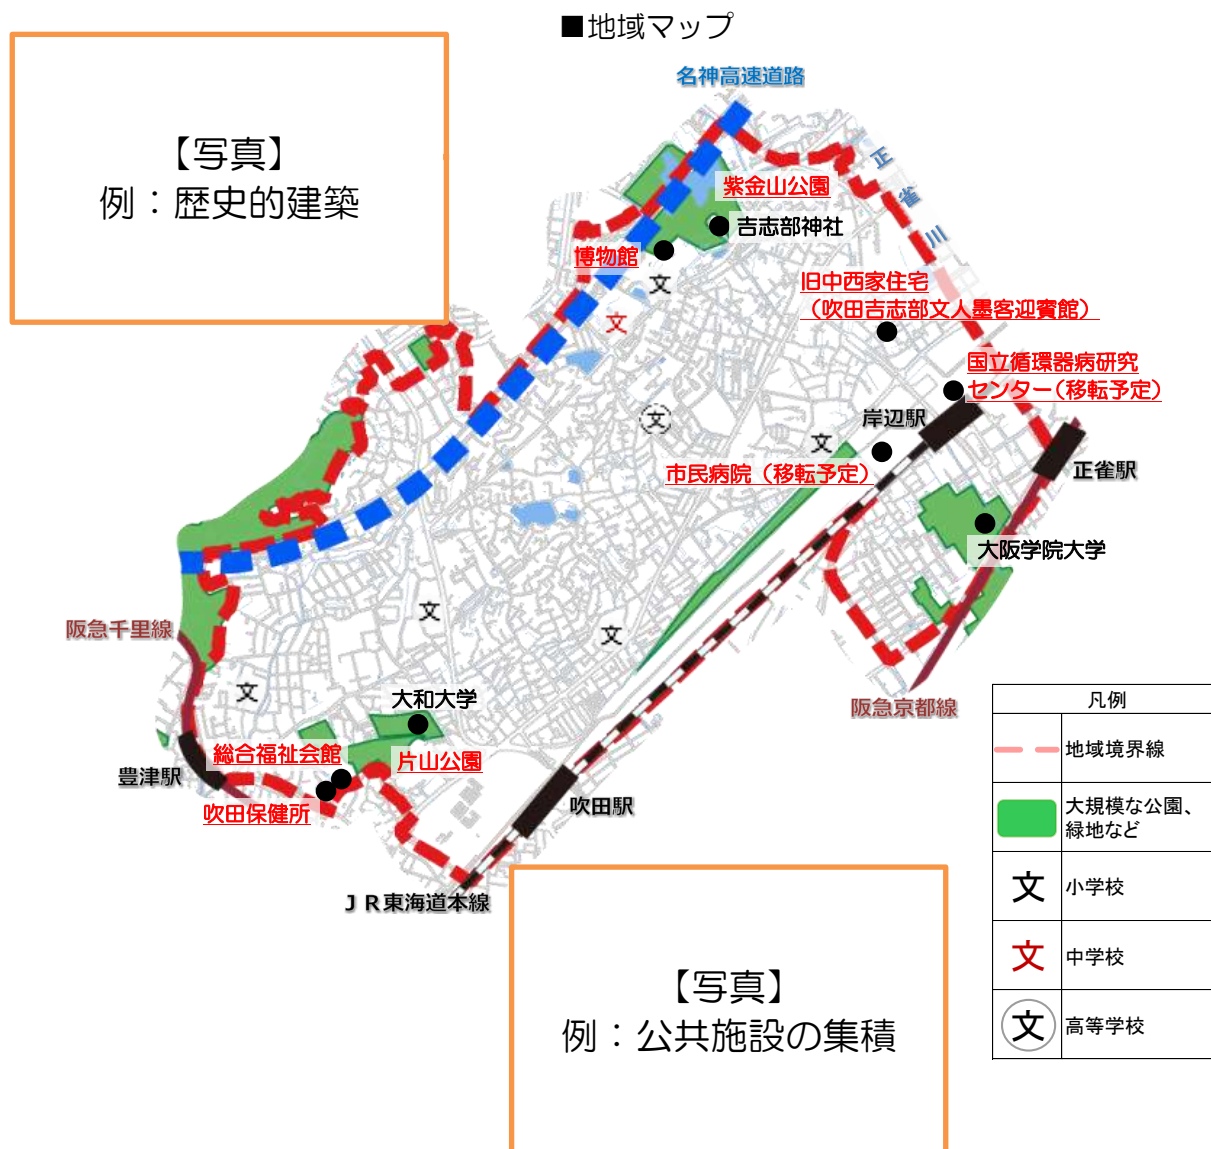 ■地域マップ
【写真】
例：歴史的建築
名神高速道路
正雀川
紫金山公園
吉志部神社
博物館
文
文
旧中西家住宅
（吹田吉志部文人墨客迎賓館）
国立循環器病研究
センター（移転予定）
岸辺駅
文
文
市民病院（移転予定）
正雀駅
大阪学院大学
文
文
阪急千里線
文
大和大学
阪急京都線
総合福祉会館
片山公園
豊津駅
吹田保健所
吹田駅
ＪＲ東海道本線
【写真】
例：公共施設の集積
凡例
地域境界線
大規模な公園、
緑地など
文 小学校
文 中学校
文 高等学校